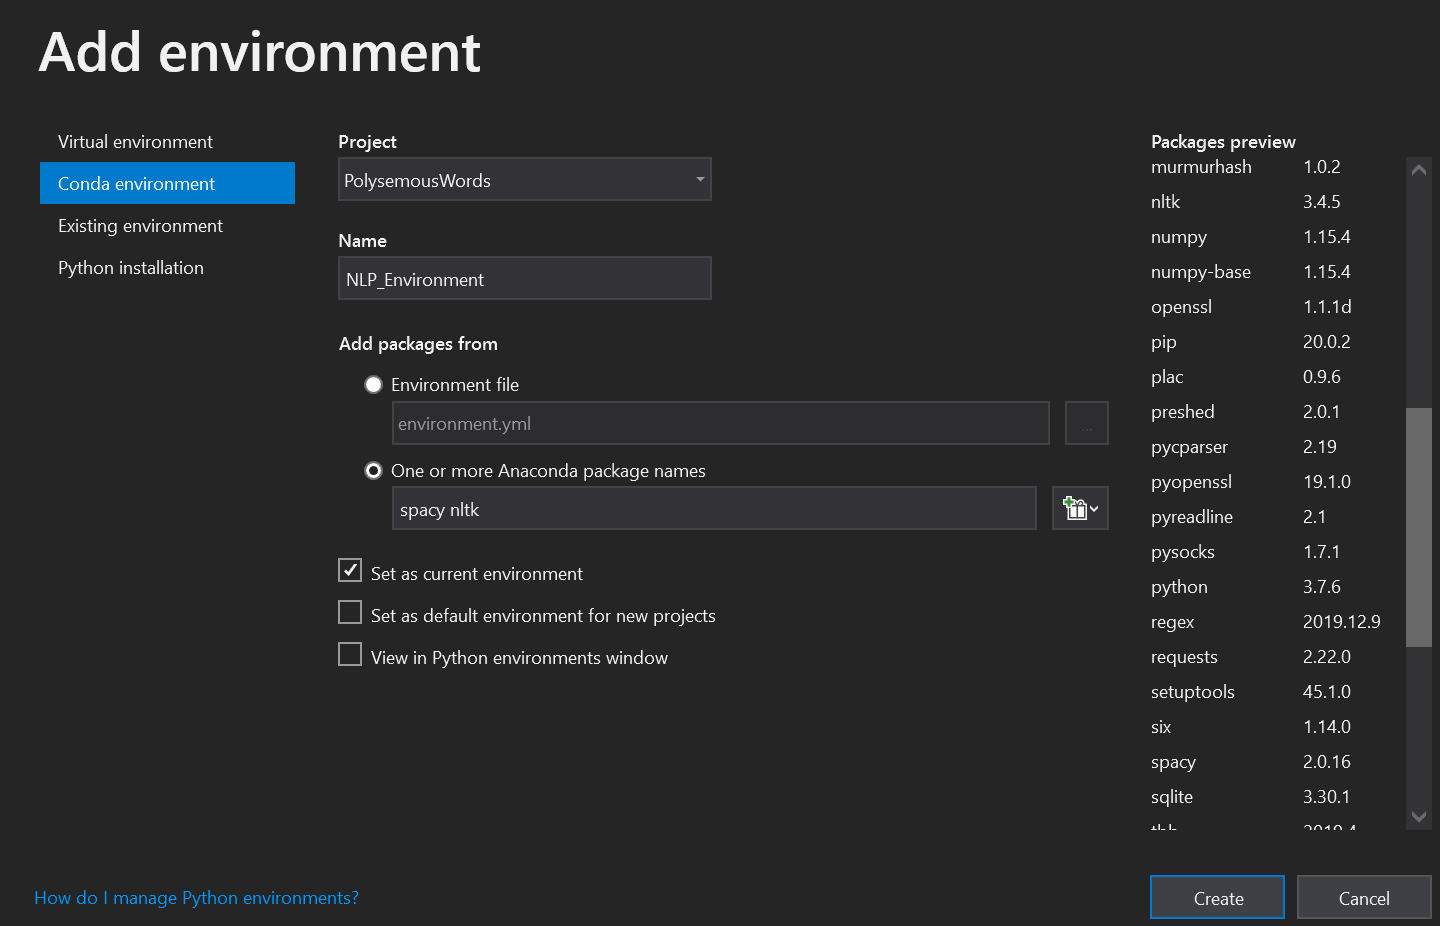 Add environment
Virtual environment
Conda environment
Existing environment
Python installation
Project
PolysemousWords
Name
NLP_Environment
Add packages from
Environment file
environment.yml
...
One or more Anaconda package names
spacy nltk
Set as current environment
Set as default environment for new projects
View in Python environments window
Packages preview
murmurhash 1.0.2
nltk 3.4.5
numpy 1.15.4
numpy-base 1.15.4
openssl 1.1.1d
pip 20.0.2
plac 0.9.6
preshed 2.0.1
pycparser 2.19
pyopenssl 19.1.0
pyreadline 2.1
pysocks 1.7.1
python 3.7.6
regex 2019.12.9
requests 2.22.0
setuptools 45.1.0
six 1.14.0
spacy 2.0.16
sqlite 3.30.1
How do I manage Python environments?
Create
Cancel